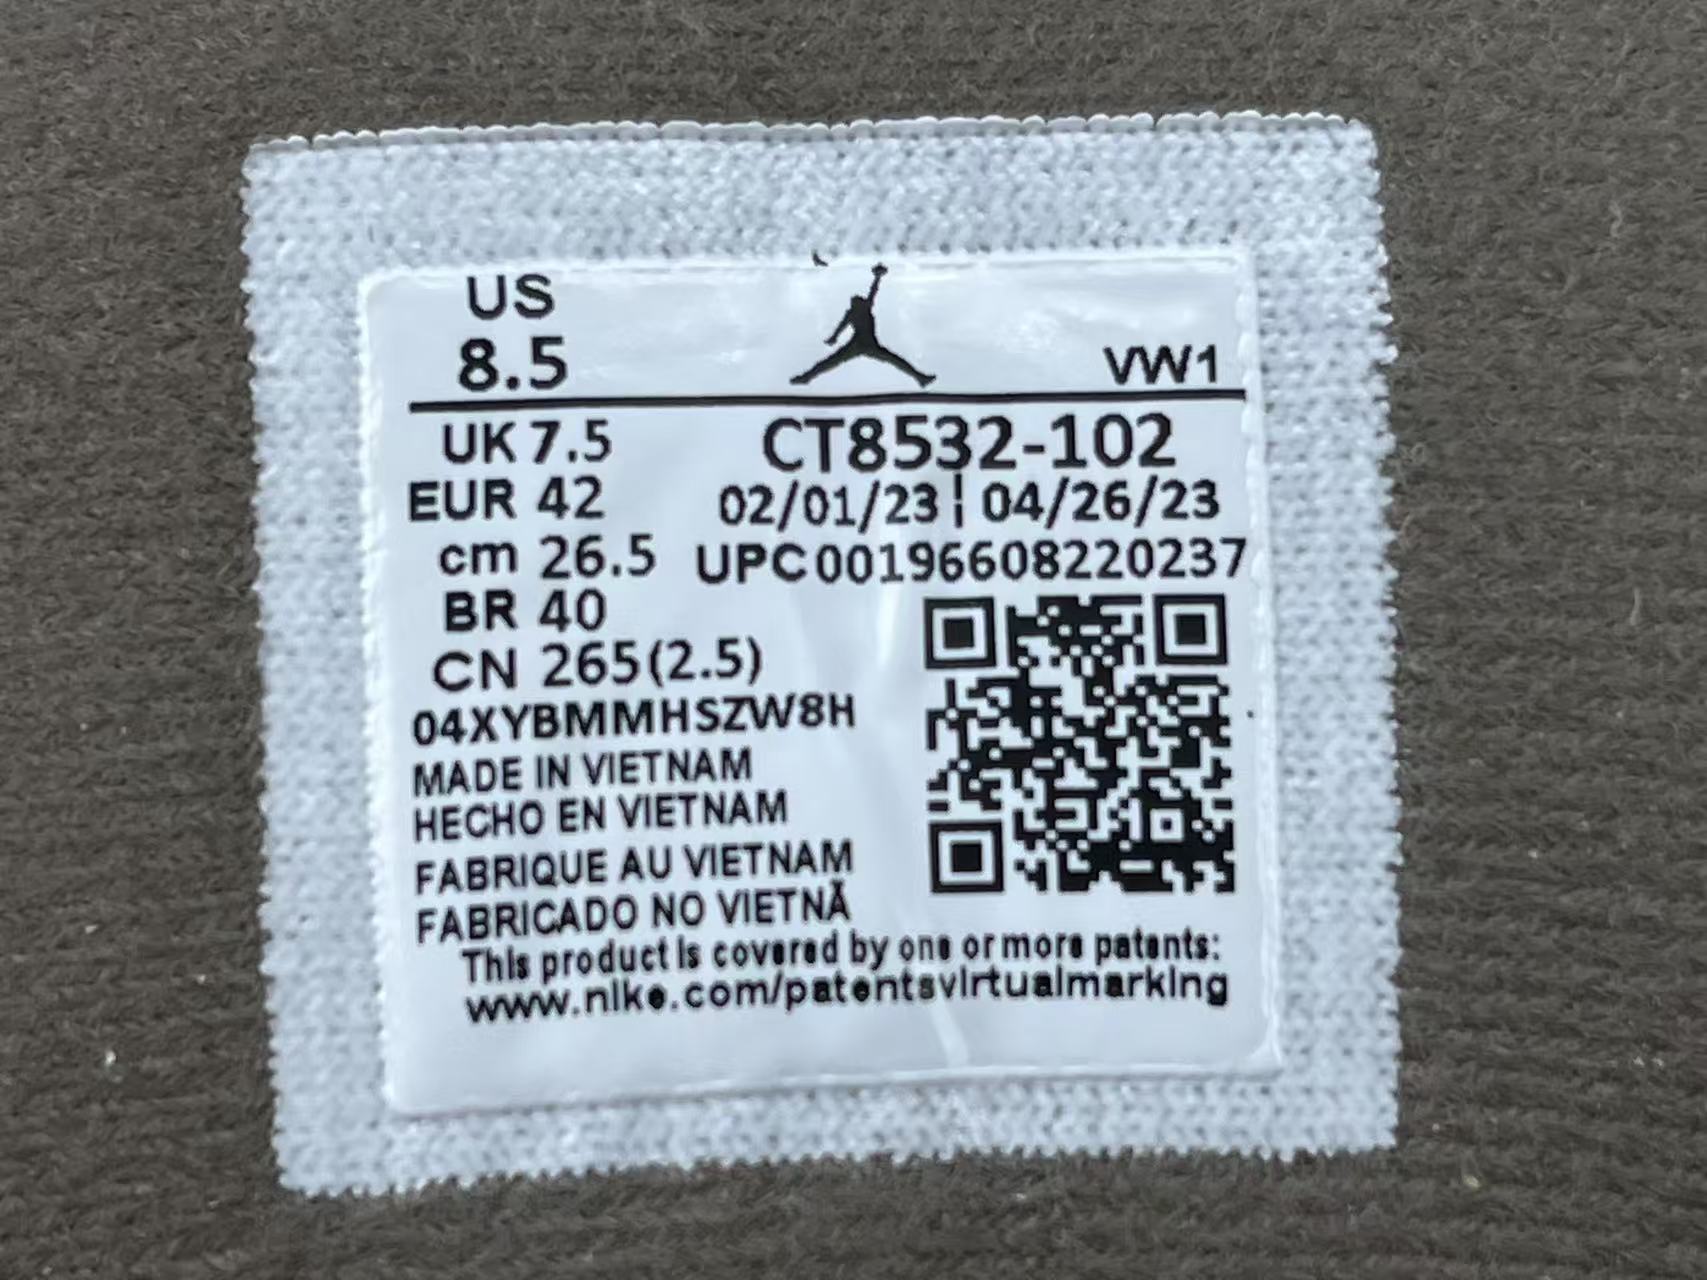 US
8.5
VW1
UK 7.5
CT8532-102
EUR 42
02/01/23 | 04/26/23
cm 26.5
UPC001966608220237
BR 40
CN 265(2.5)
04XYBMMHSZW8H
MADE IN VIETNAM
HECHO EN VIETNAM
FABRIQUE AU VIETNAM
FABRICADO NO VIETNÃ
This product is covered by one or more patents:
www.nike.com/patentsvirtualmarking